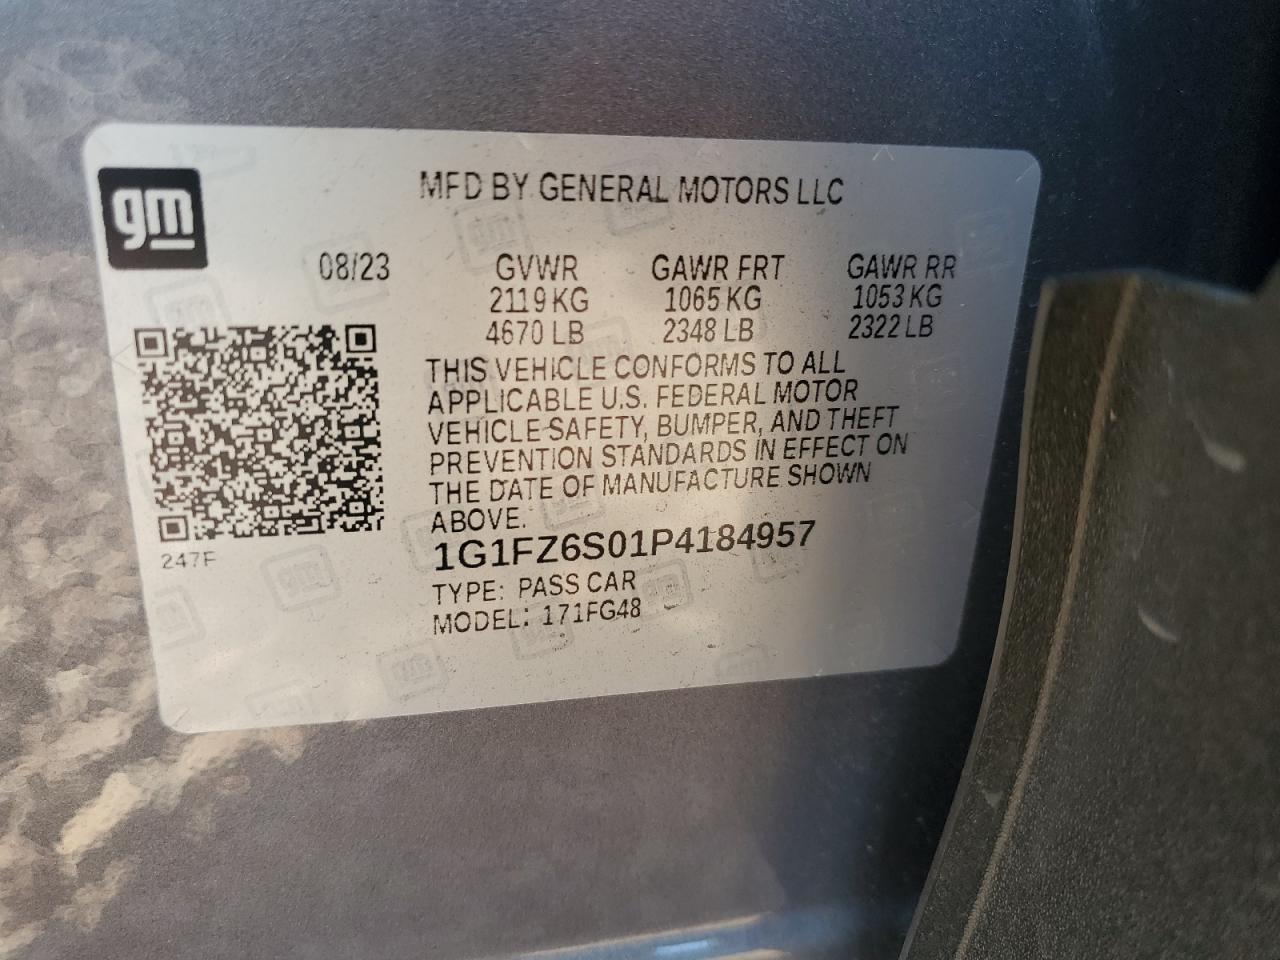 gm
MFD BY GENERAL MOTORS LLC
08/23 GVWR GAWR FRT GAWR RR
2119 KG 1065 KG 1053 KG
4670 LB 2348 LB 2322 LB
THIS VEHICLE CONFORMS TO ALL
APPLICABLE U.S. FEDERAL MOTOR
VEHICLE SAFETY, BUMPER, AND THEFT
PREVENTION STANDARDS IN EFFECT ON
THE DATE OF MANUFACTURE SHOWN
ABOVE.
247F
1G1FZ6S01P4184957
TYPE: PASS CAR
MODEL: 171FG48